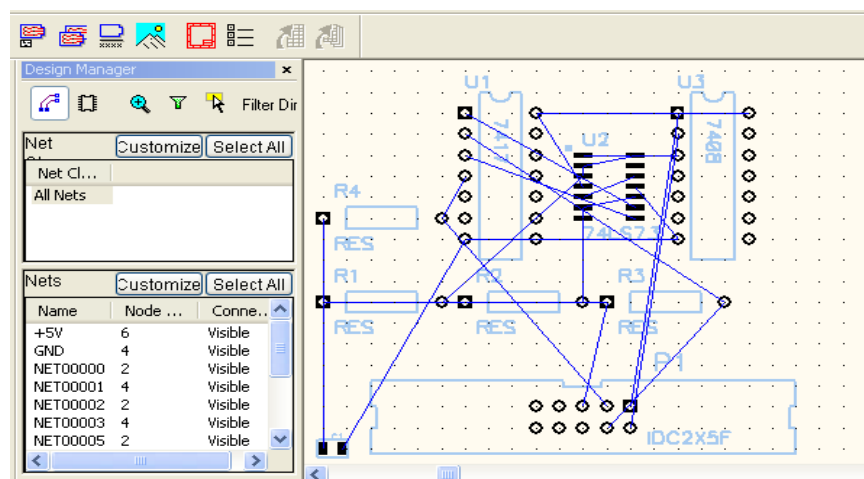 Design Manager
Filter Dir
Net
Customize
Select All
Net Cl...
All Nets
Nets
Customize
Select All
Name Node ... Conne...
+5V 6 Visible
GND 4 Visible
NET00000 2 Visible
NET00001 4 Visible
NET00002 2 Visible
NET00003 4 Visible
NET00005 2 Visible
U1
U3
U2
7408
74LS73
R4
RES
R1
R2
R3
RES
RES
RES
P1
IDC2X5F